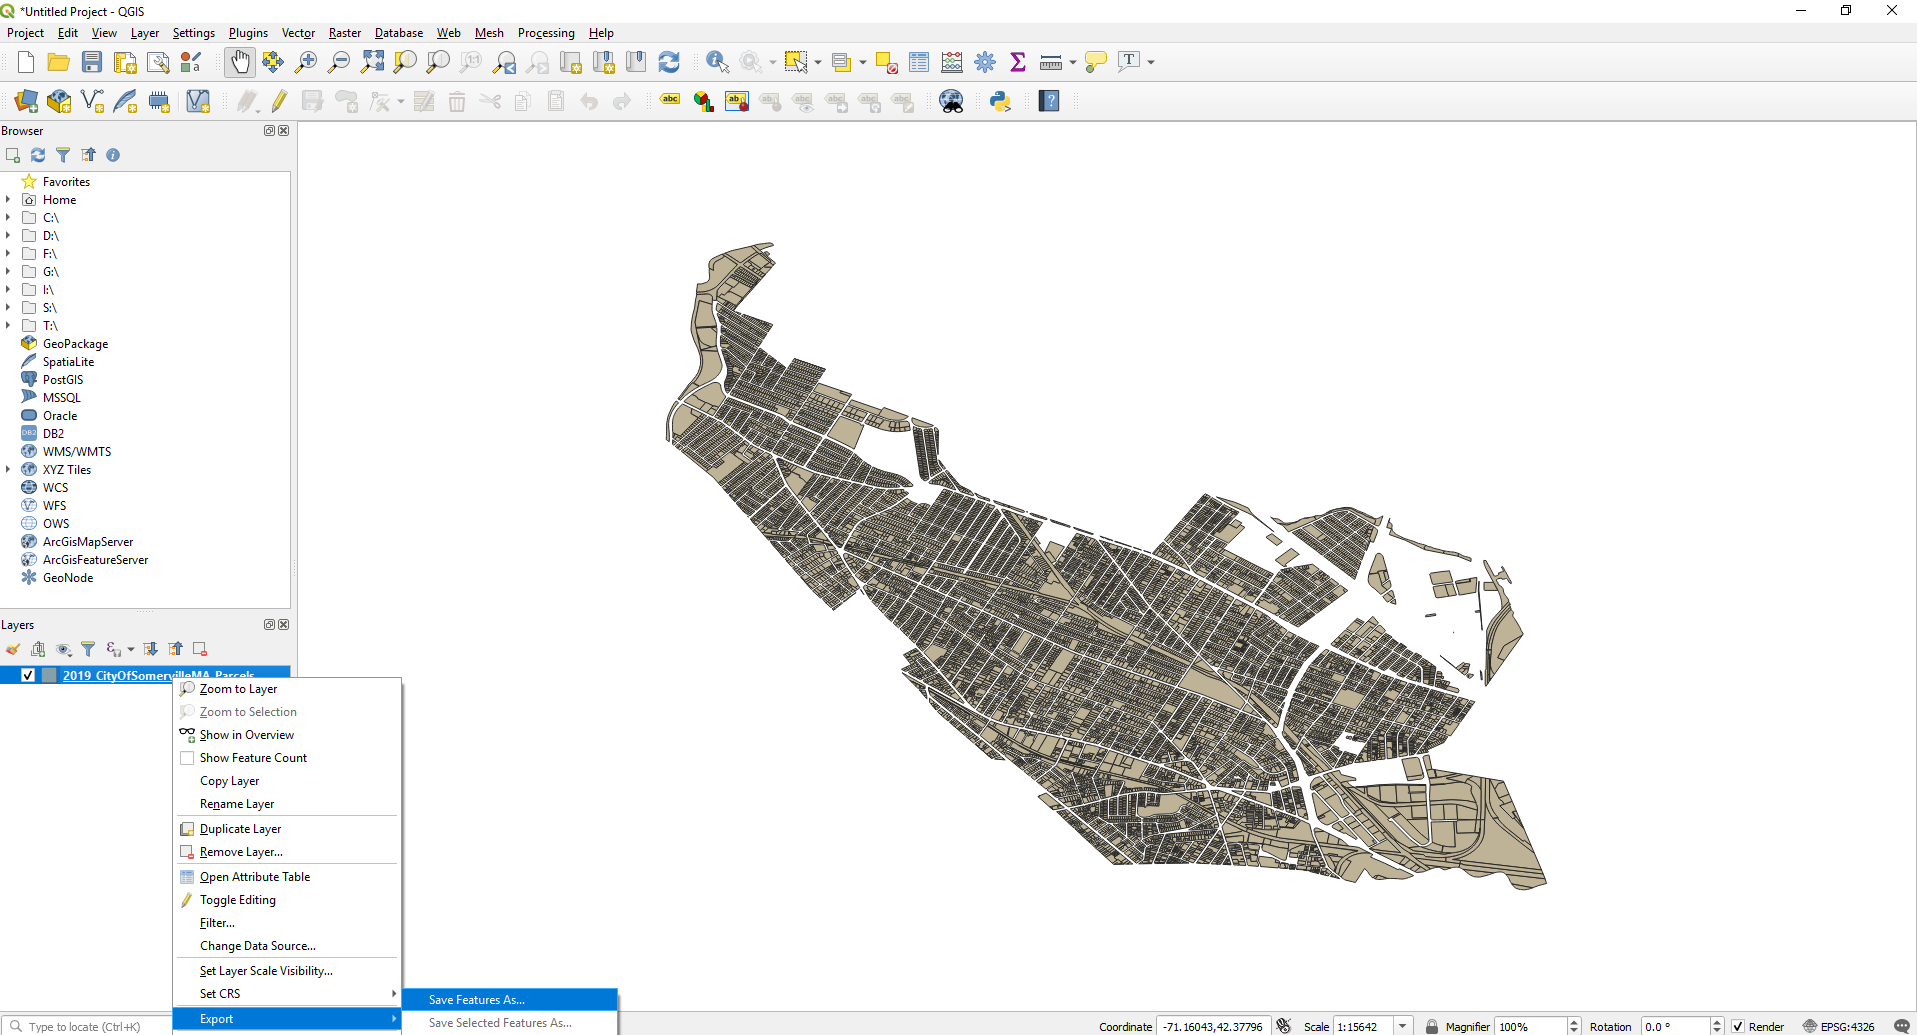 *Untitled Project - QGIS
Project Edit View Layer Settings Plugins Vector Raster Database Web Mesh Processing Help
Browser
Favorites
Home
C:\
D:\
F:\
G:\
I:\
S:\
T:\
GeoPackage
SpatiaLite
PostGIS
MSSQL
Oracle
DB2
WMS/WMTS
XYZ Tiles
WCS
WFS
OWS
ArcGisMapServer
ArcGisFeatureServer
GeoNode
Layers
2019_CityOfSomervilleMA_Parcels
Zoom to Layer
Zoom to Selection
Show in Overview
Show Feature Count
Copy Layer
Rename Layer
Duplicate Layer
Remove Layer...
Open Attribute Table
Toggle Editing
Filter...
Change Data Source...
Set Layer Scale Visibility...
Set CRS
Export
Save Features As...
Save Selected Features As...
Type to locate (Ctrl+K)
Coordinate -71.16043,42.37796 Scale 1:15642 Magnifier 100% Rotation 0.0 ° Render EPSG:4326